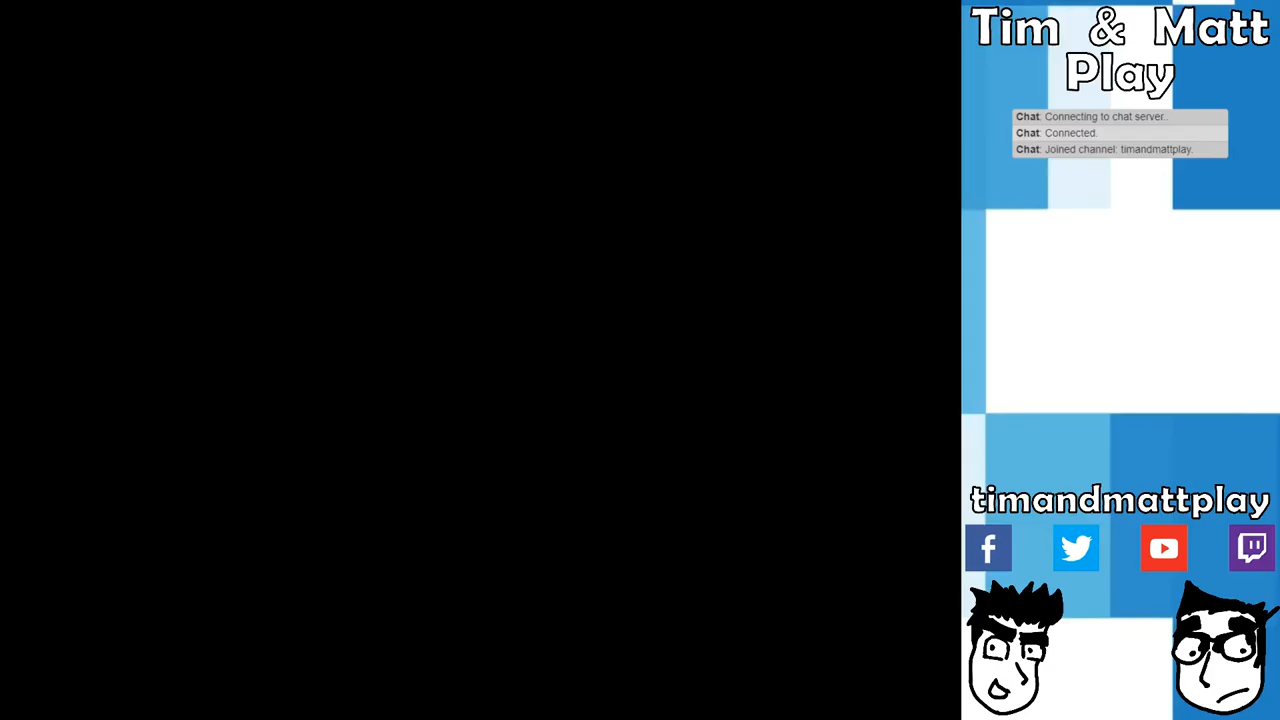 Tim & Matt
Play
Chat: Connecting to chat server..
Chat: Connected.
Chat: Joined channel: timandmattplay.
timandmattplay